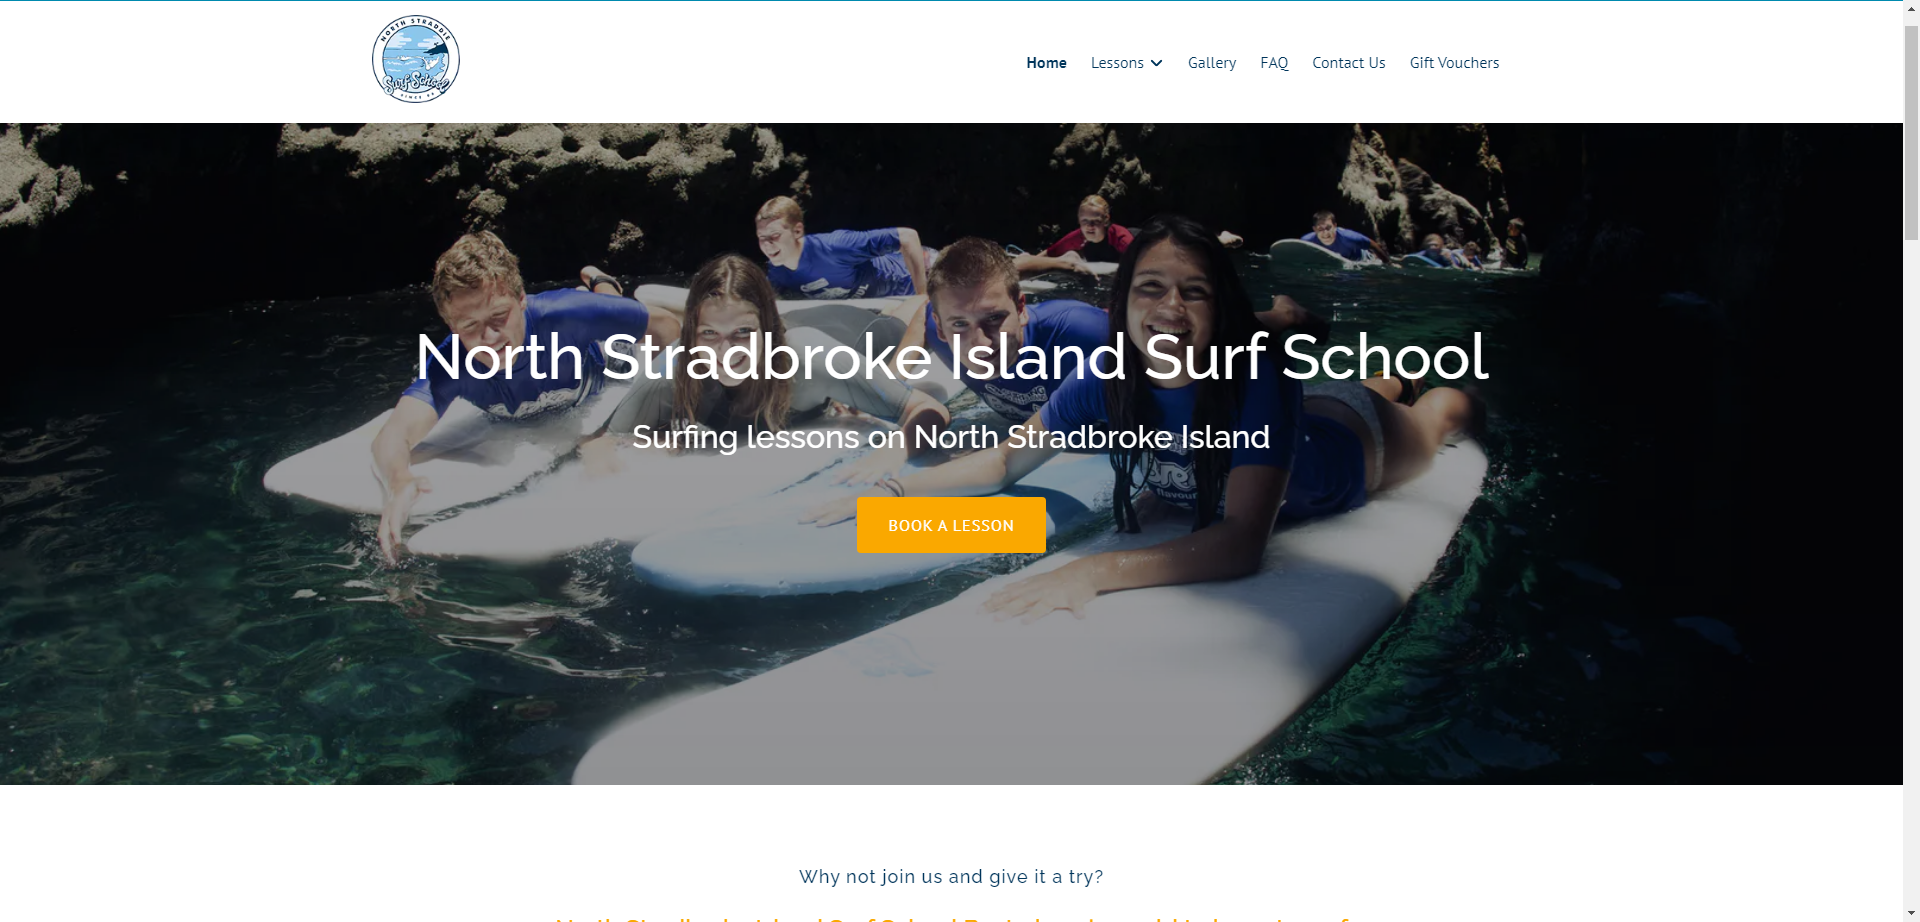 NORTH STRADDIE
Surf School
Home
Lessons
Gallery
FAQ
Contact Us
Gift Vouchers
North Stradbroke Island Surf School
Surfing lessons on North Stradbroke Island
flavour
BOOK A LESSON
Why not join us and give it a try?